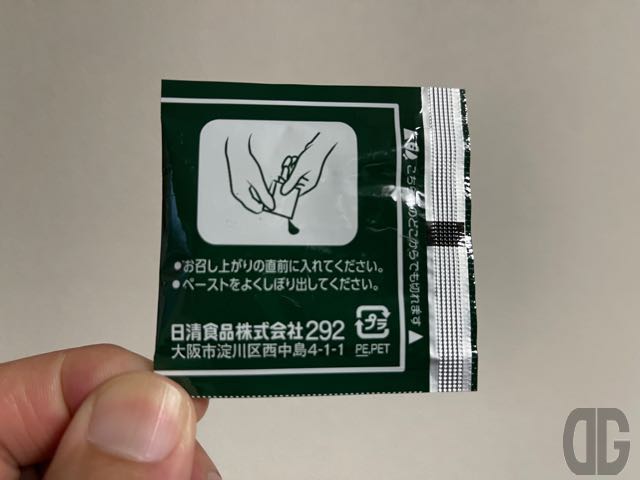 ●お召し上がりの直前に入れてください。
●ペーストをよくしぼり出してください。
日清食品株式会社292
大阪市淀川区西中島4-1-1
プラ
PE,PET
こちら側のどこからでも切れます▲
DG